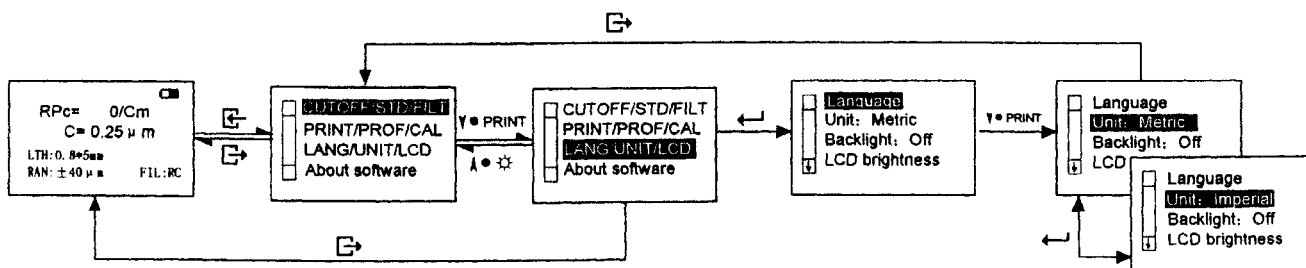 RPc= 0/Cm
C= 0.25 μ m
LTH:0.8*5mm
RAN:±40 μ m FIL:RC
CUTOFF/STD/FILT
PRINT/PROF/CAL
LANG/UNIT/LCD
About software
PRINT
CUTOFF/STD/FILT
PRINT/PROF/CAL
LANG UNIT/LCD
About software
Language
Unit: Metric
Backlight: Off
LCD brightness
PRINT
Language
Unit: Metric
Backlight: Off
LCD
Language
Unit: Imperial
Backlight: Off
LCD brightness